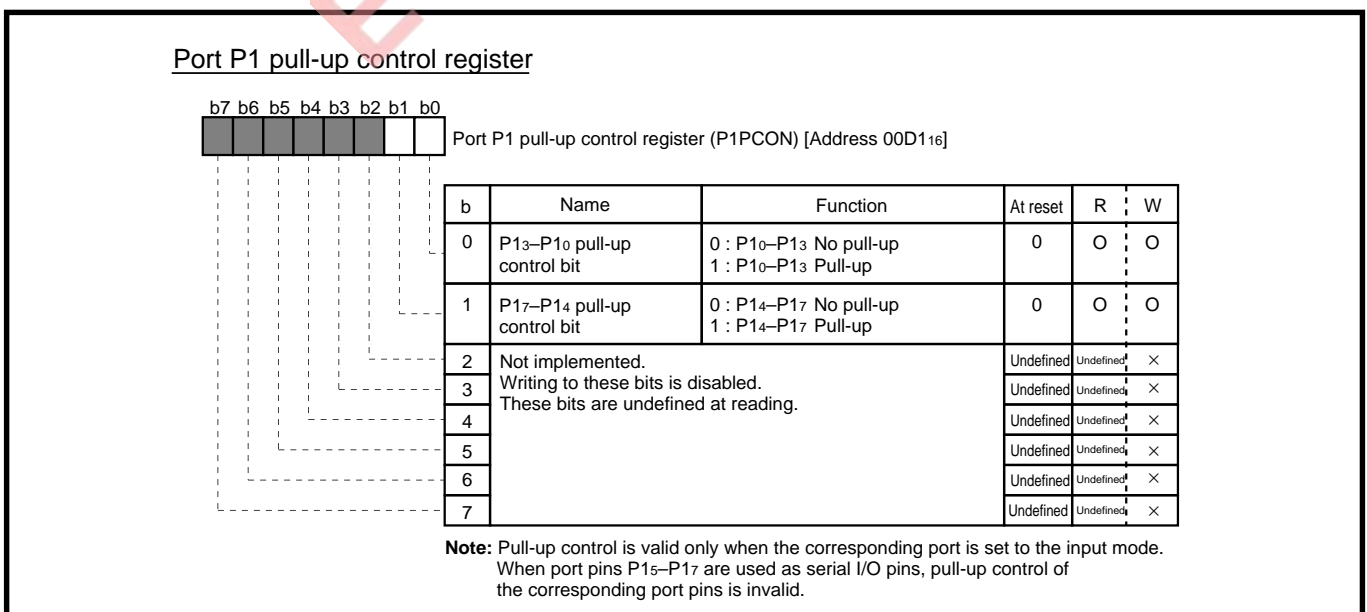 Port P1 pull-up control register
b7 b6 b5 b4 b3 b2 b1 b0
Port P1 pull-up control register (P1PCON) [Address 00D1₁₆]
b Name Function At reset R W
0 P1₃–P1₀ pull-up control bit 0 : P1₀–P1₃ No pull-up 0 O O
1 : P1₀–P1₃ Pull-up
1 P1₇–P1₄ pull-up control bit 0 : P1₄–P1₇ No pull-up 0 O O
1 : P1₄–P1₇ Pull-up
2 Not implemented. Undefined Undefined ×
3 Writing to these bits is disabled. Undefined Undefined ×
These bits are undefined at reading.
4 Undefined Undefined ×
5 Undefined Undefined ×
6 Undefined Undefined ×
7 Undefined Undefined ×
Note: Pull-up control is valid only when the corresponding port is set to the input mode.
When port pins P1₅–P1₇ are used as serial I/O pins, pull-up control of
the corresponding port pins is invalid.